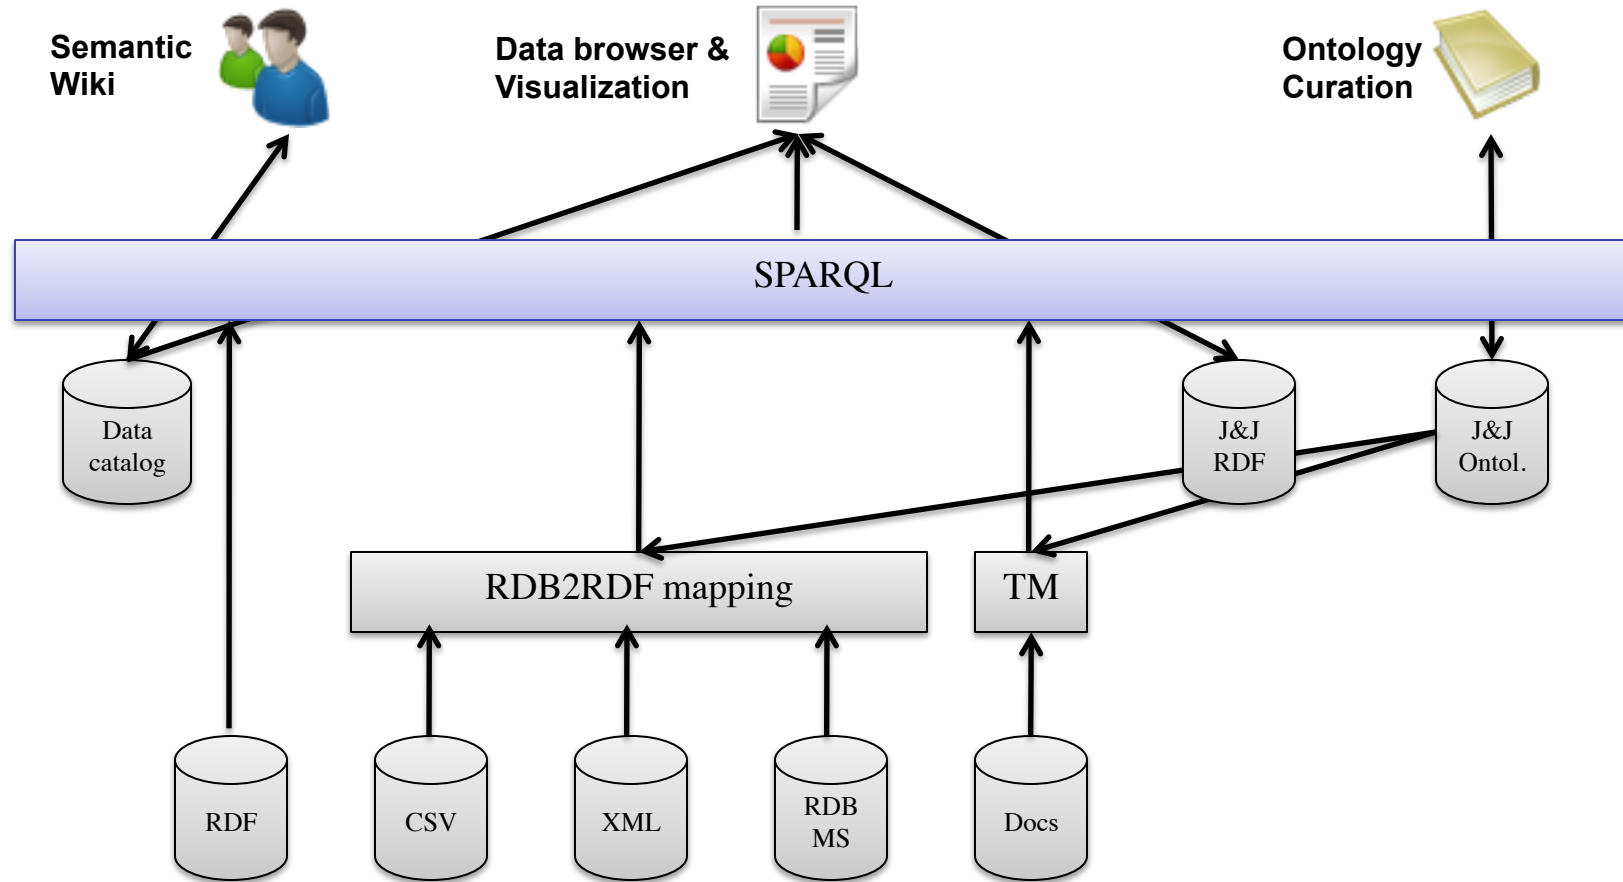 Semantic
Wiki
Data browser &
Visualization
Ontology
Curation
SPARQL
Data
catalog
J&J
RDF
J&J
Ontol.
RDB2RDF mapping
TM
RDF
CSV
XML
RDB
MS
Docs